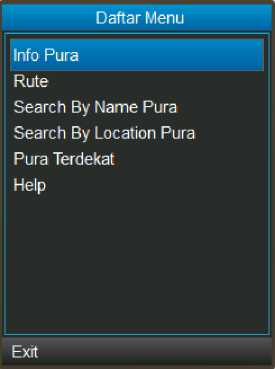 Daftar Menu
Info Pura
Rute
Search By Name Pura
Search By Location Pura
Pura Terdekat
Help
Exit